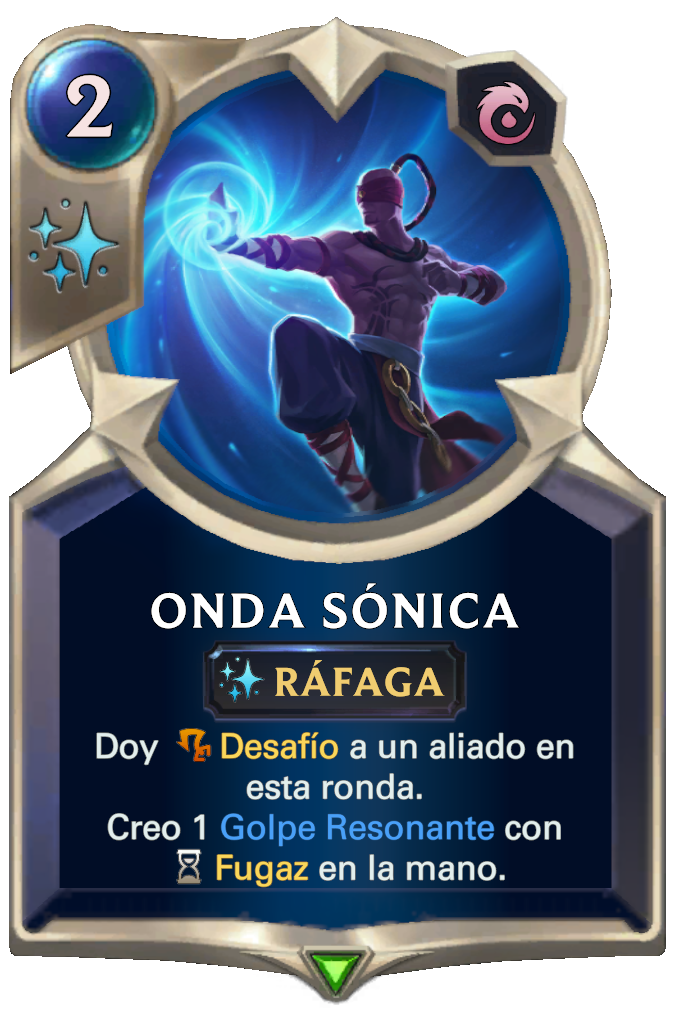 2
ONDA SÓNICA
RÁFAGA
Doy Desafío a un aliado en
esta ronda.
Creo 1 Golpe Resonante con
Fugaz en la mano.